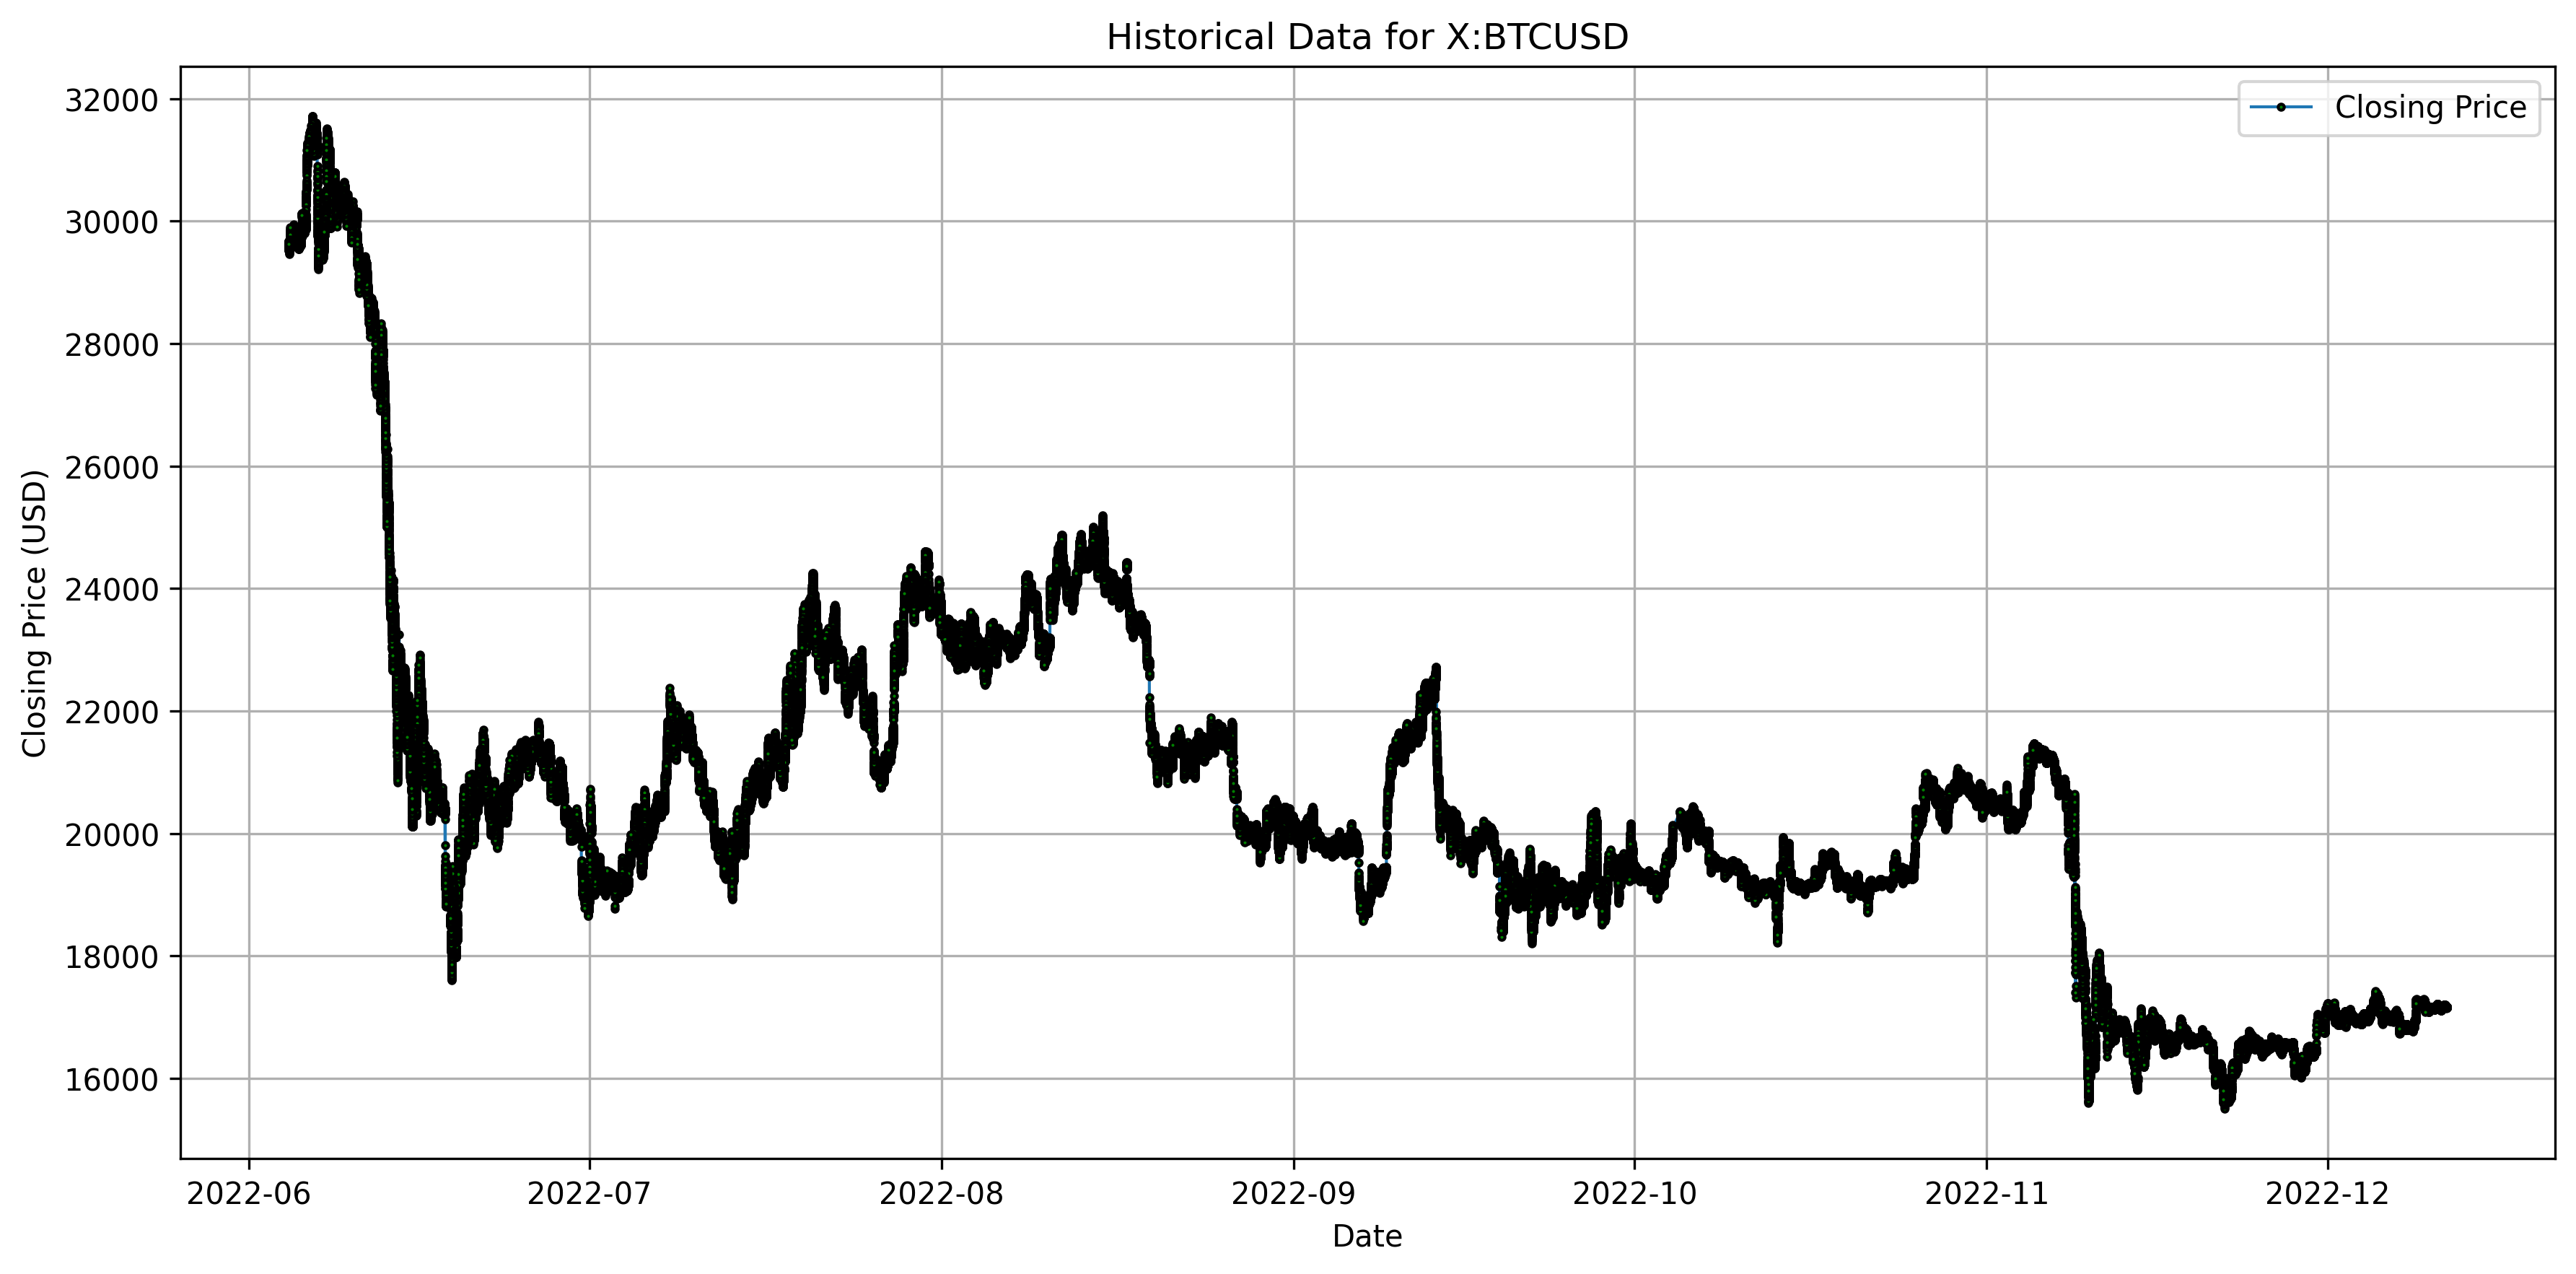 Historical Data for X:BTCUSD
Closing Price
Closing Price (USD)
32000
30000
28000
26000
24000
22000
20000
18000
16000
2022-06 2022-07 2022-08 2022-09 2022-10 2022-11 2022-12
Date